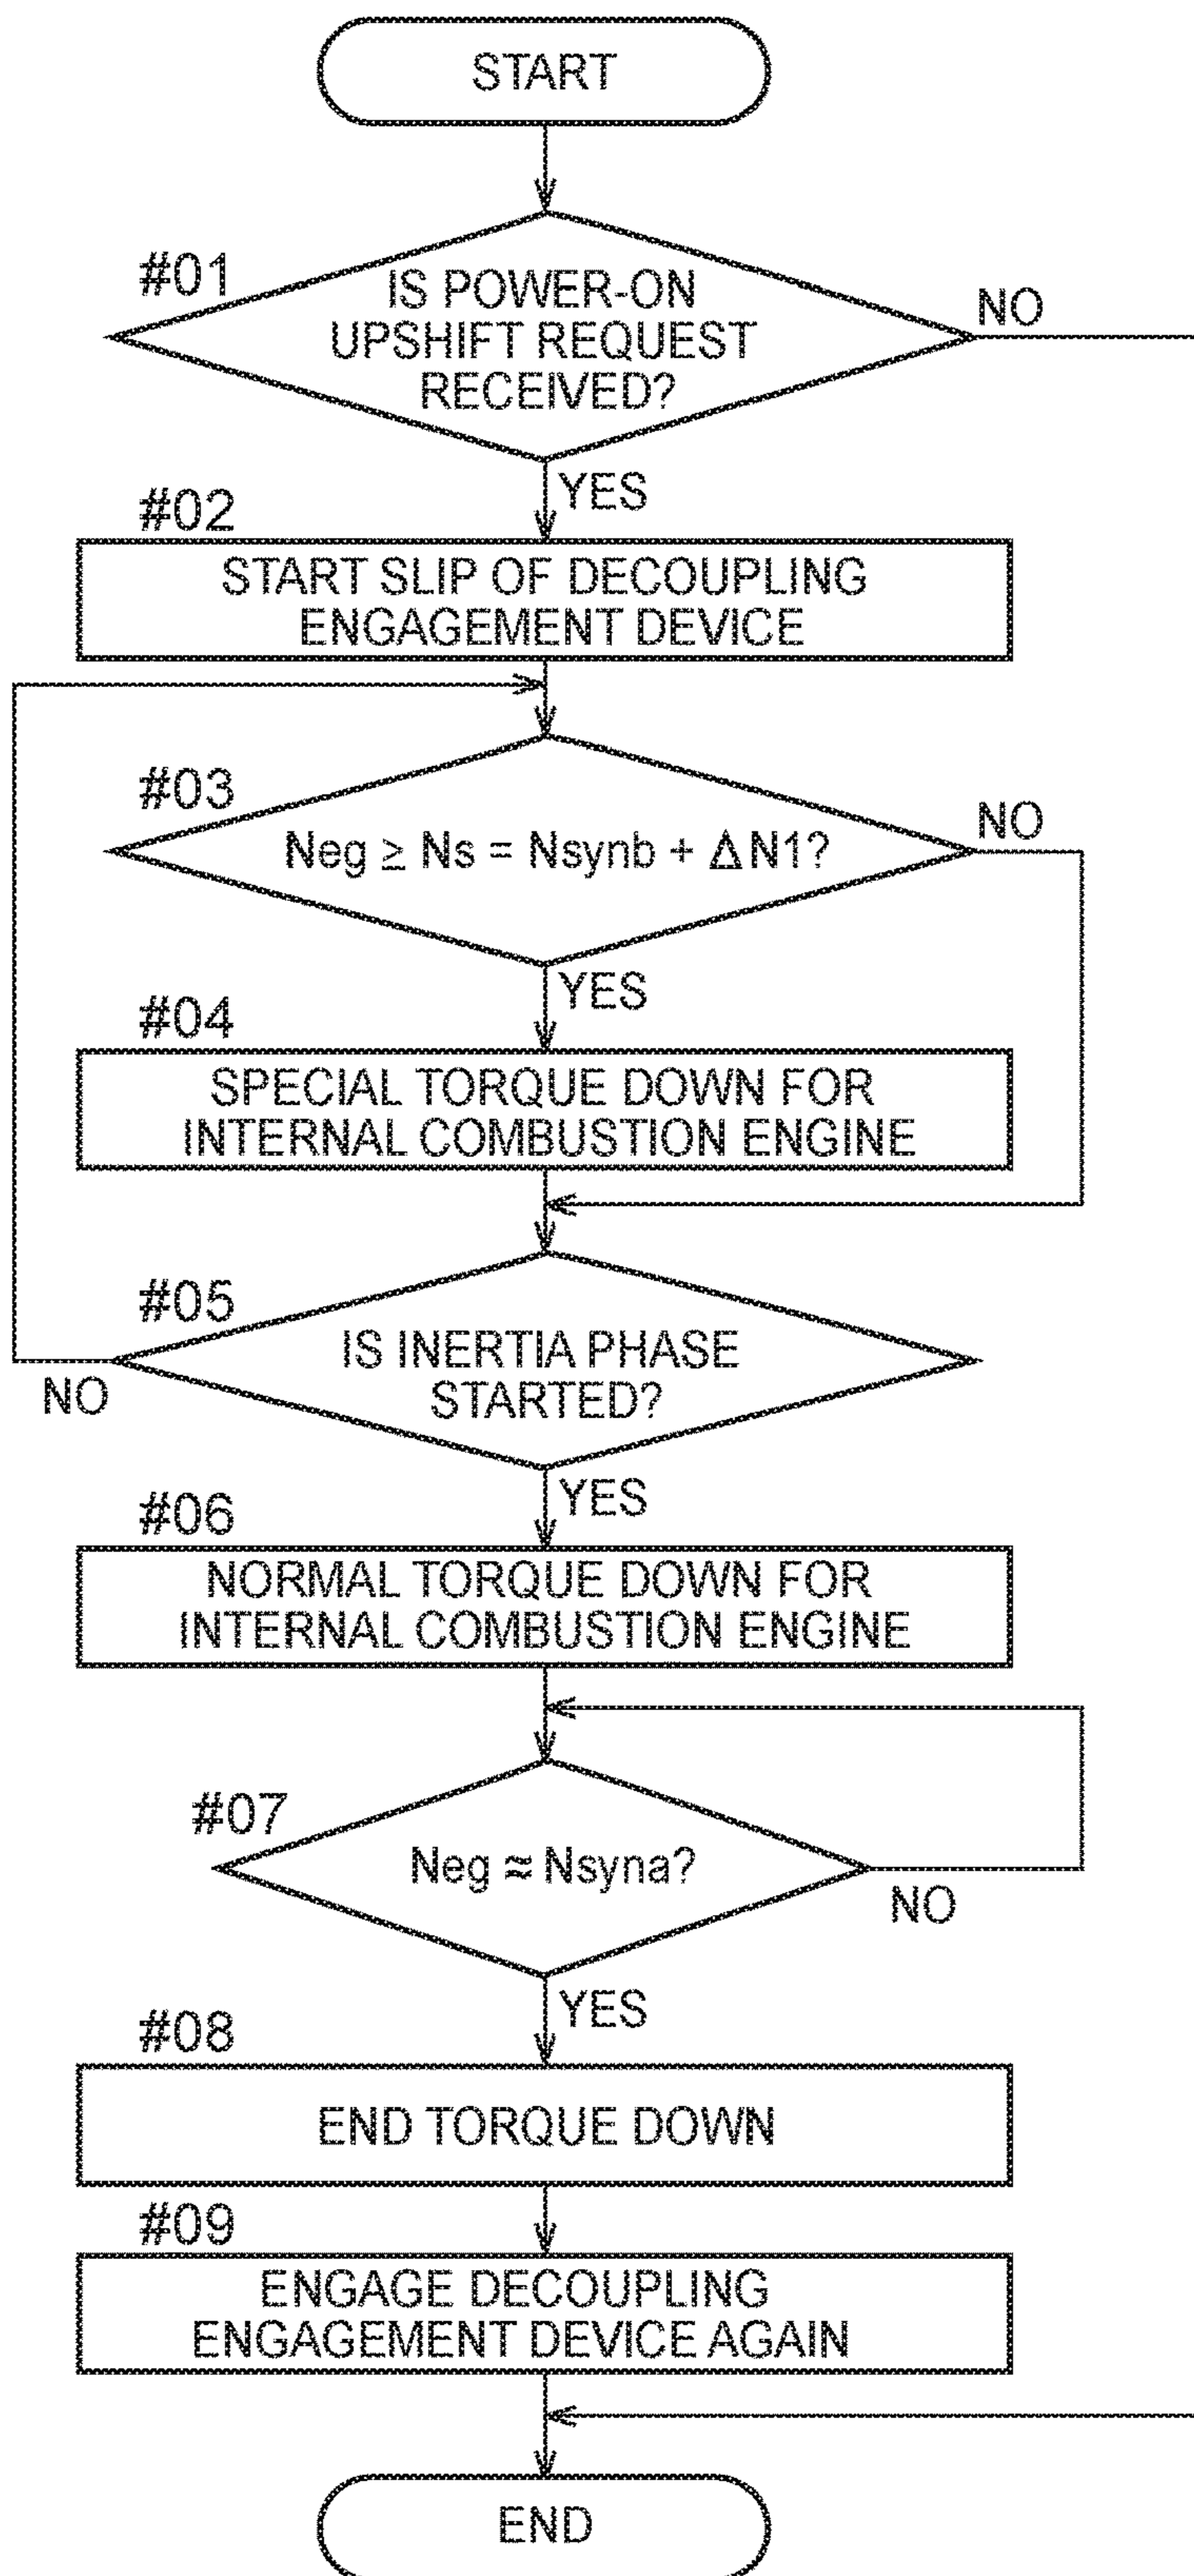 START
#01
IS POWER-ON
UPSHIFT REQUEST
RECEIVED?
NO
YES
#02
START SLIP OF DECOUPLING
ENGAGEMENT DEVICE
#03
Neg ≥ Ns = Nsynb + ΔN1?
NO
YES
#04
SPECIAL TORQUE DOWN FOR
INTERNAL COMBUSTION ENGINE
#05
IS INERTIA PHASE
STARTED?
NO
YES
#06
NORMAL TORQUE DOWN FOR
INTERNAL COMBUSTION ENGINE
#07
Neg ≈ Nsyna?
NO
YES
#08
END TORQUE DOWN
#09
ENGAGE DECOUPLING
ENGAGEMENT DEVICE AGAIN
END